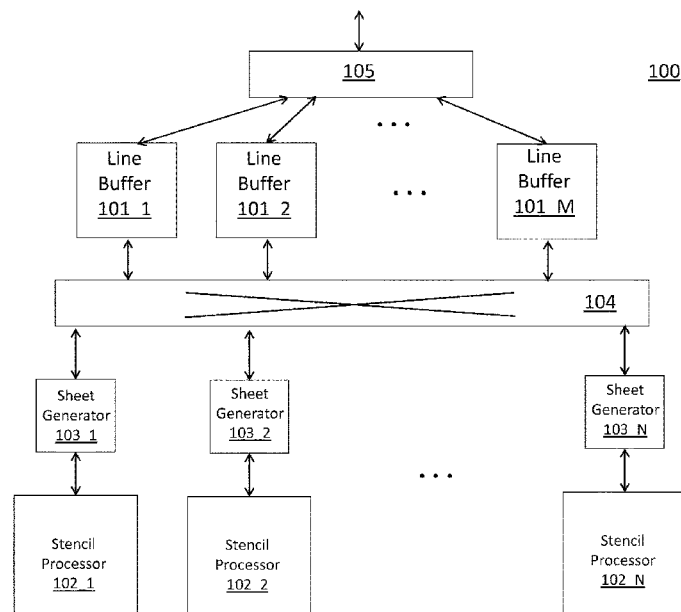 105
100
Line
Buffer
101_1
Line
Buffer
101_2
Line
Buffer
101_M
104
Sheet
Generator
103_1
Sheet
Generator
103_2
Sheet
Generator
103_N
Stencil
Processor
102_1
Stencil
Processor
102_2
Stencil
Processor
102_N